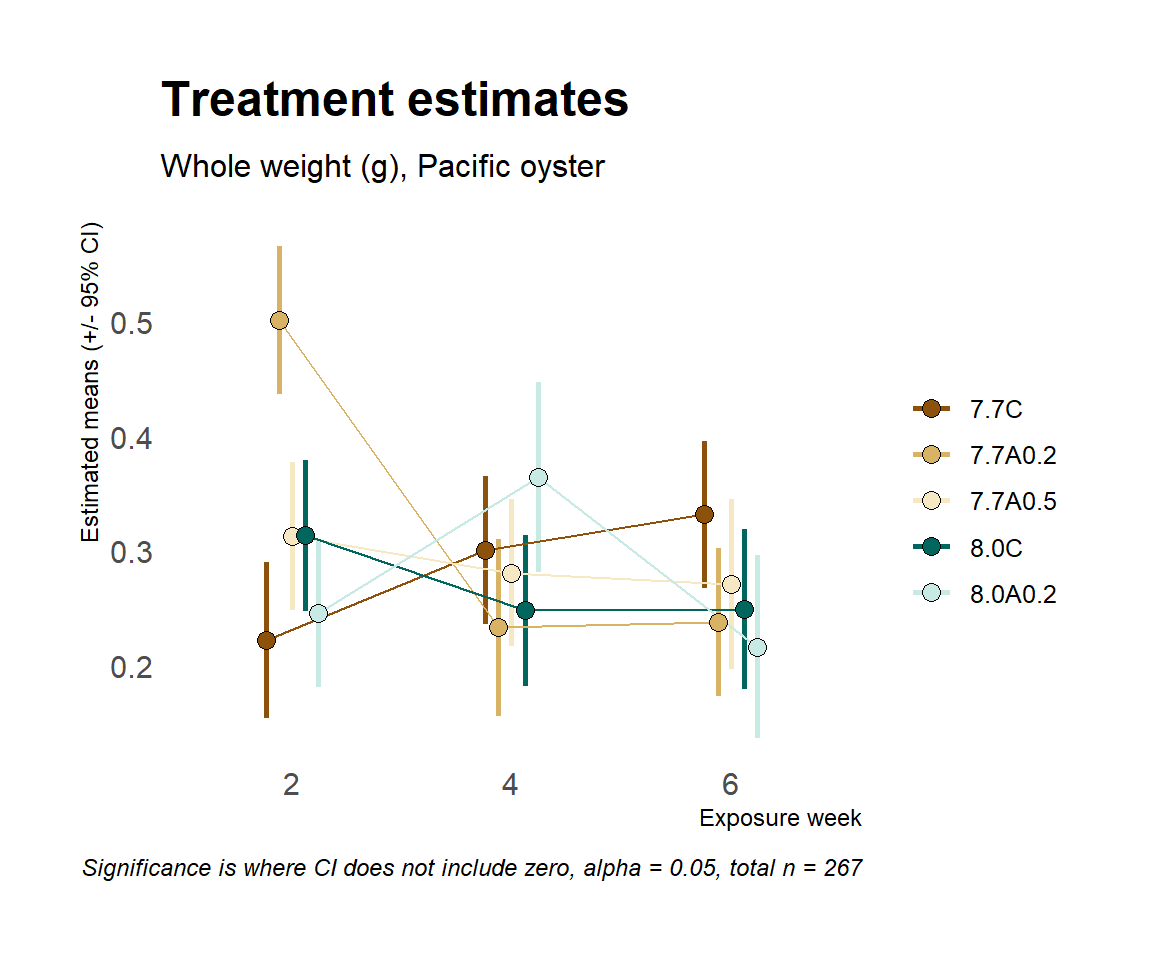 Treatment estimates
Whole weight (g), Pacific oyster
Estimated means (+/- 95% CI)
0.5
0.4
0.3
0.2
2 4 6
Exposure week
7.7C
7.7A0.2
7.7A0.5
8.0C
8.0A0.2
Significance is where CI does not include zero, alpha = 0.05, total n = 267